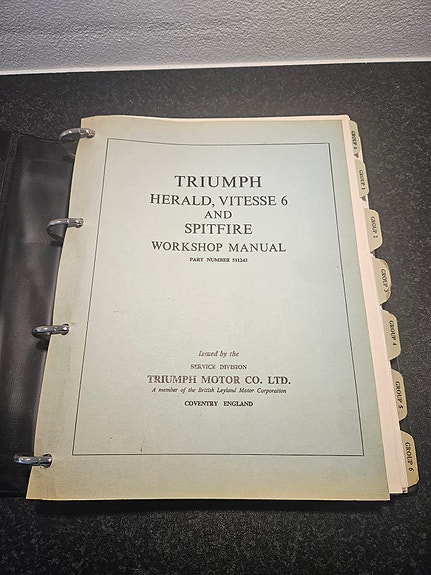 TRIUMPH
HERALD, VITESSE 6
AND
SPITFIRE
WORKSHOP MANUAL
PART NUMBER 511243
Issued by the
SERVICE DIVISION
TRIUMPH MOTOR CO. LTD.
A member of the British Leyland Motor Corporation
COVENTRY ENGLAND
GROUP
GROUP 1
GROUP 2
GROUP 3
GROUP 4
GROUP 5
GROUP 6